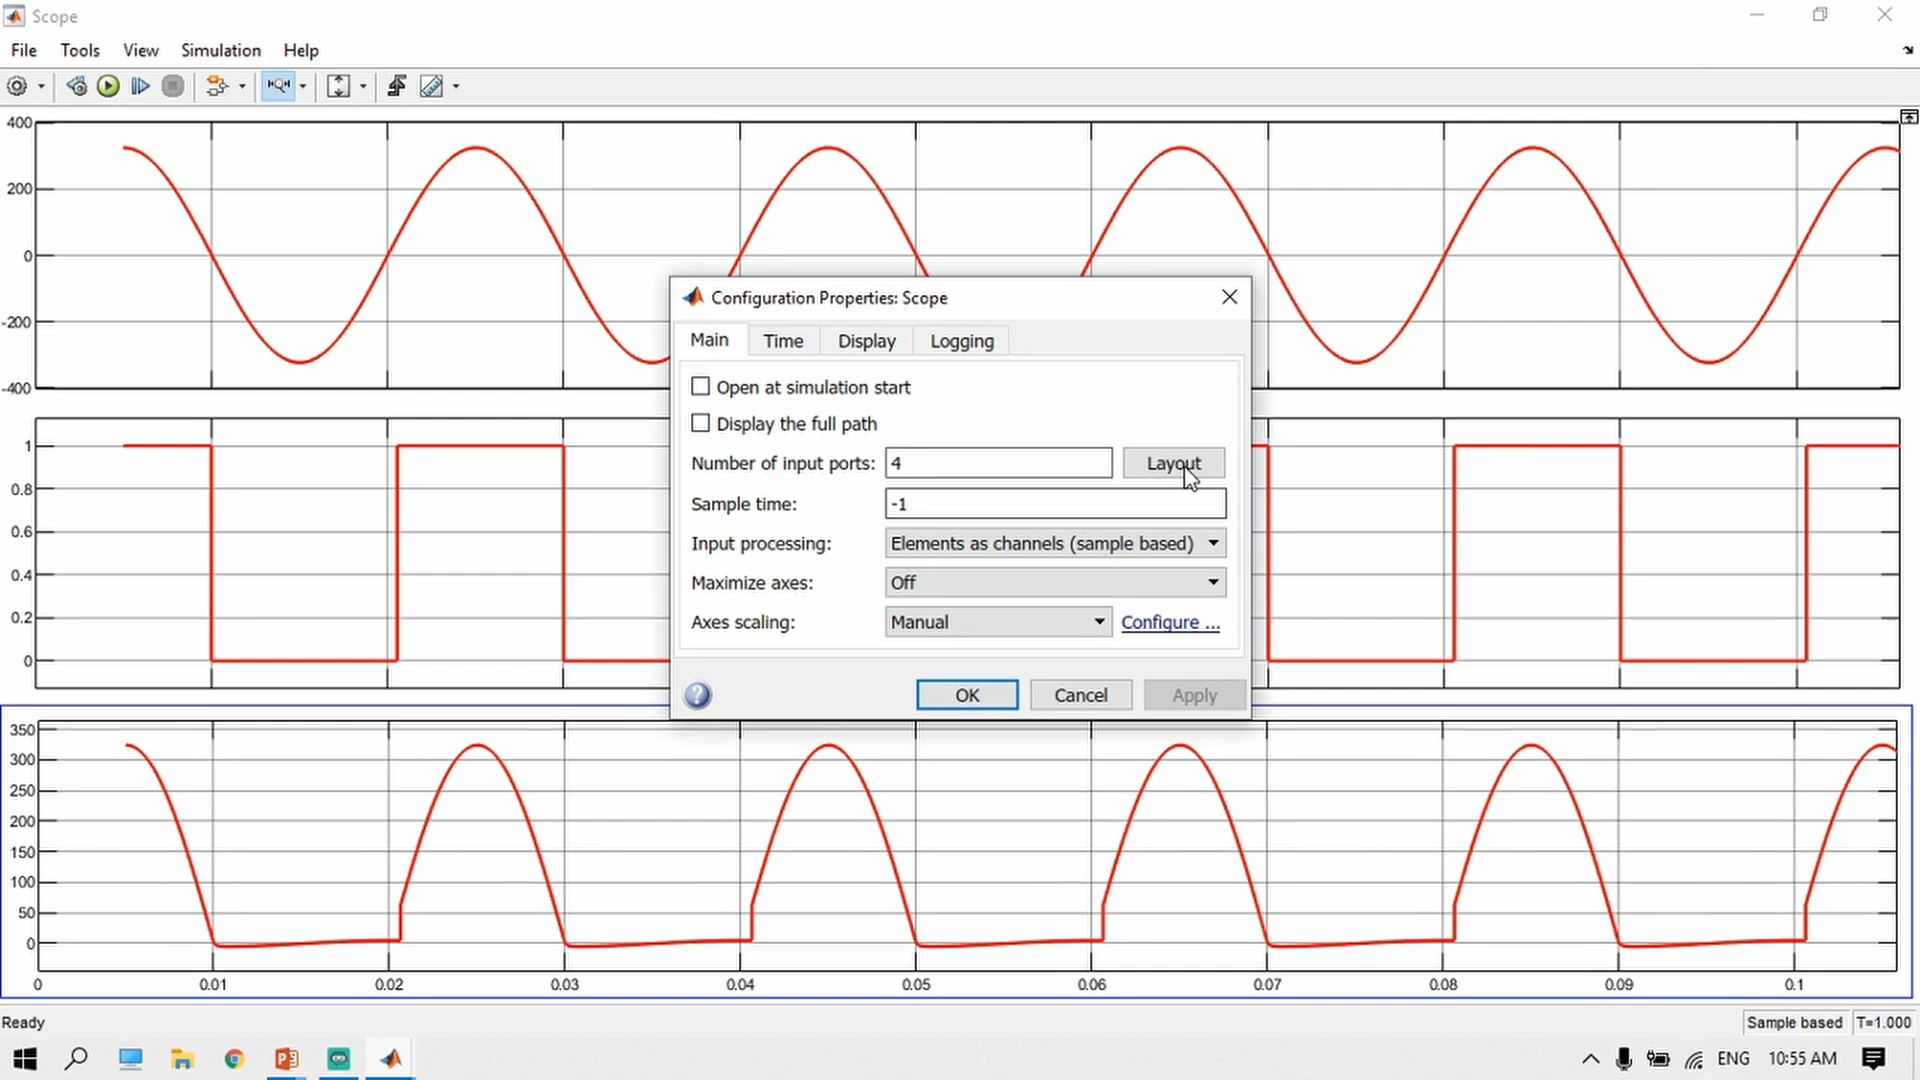 Scope
File Tools View Simulation Help
400
200
0
-200
-400
1
0.8
0.6
0.4
0.2
0
Configuration Properties: Scope
Main Time Display Logging
Open at simulation start
Display the full path
Number of input ports: 4 Layout
Sample time: -1
Input processing: Elements as channels (sample based)
Maximize axes: Off
Axes scaling: Manual Configure ...
? OK Cancel Apply
350
300
250
200
150
100
50
0
0 0.01 0.02 0.03 0.04 0.05 0.06 0.07 0.08 0.09 0.1
Ready Sample based T=1.000
ENG 10:55 AM